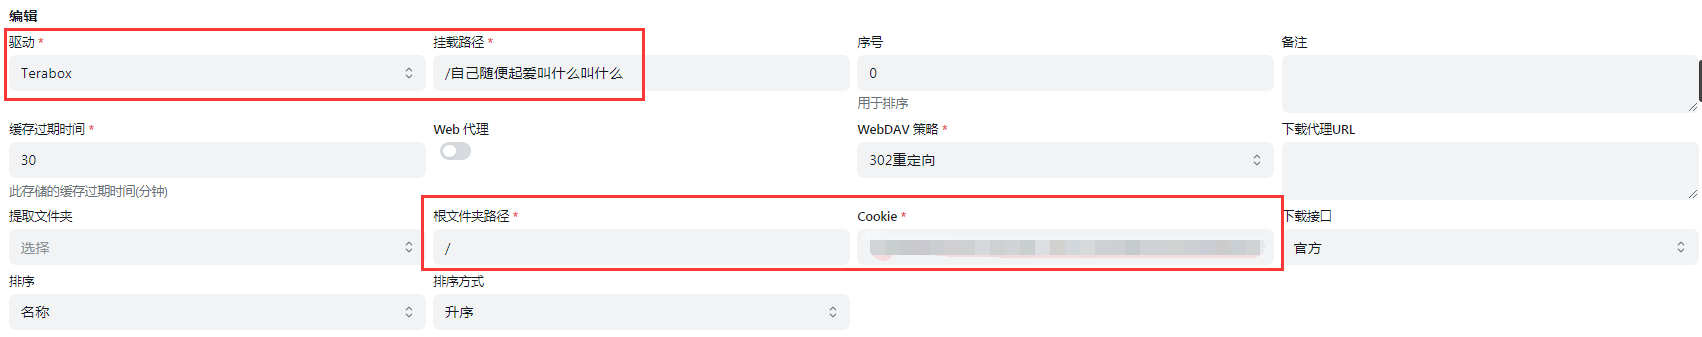 编辑
驱动 * 挂载路径 * 序号 备注
Terabox /自己随便起爱叫什么叫什么 0
用于排序
缓存过期时间 * Web 代理 WebDAV 策略 * 下载代理URL
30 302重定向
此存储的缓存过期时间(分钟)
提取文件夹 根文件夹路径 * Cookie * 下载接口
选择 / 官方
排序 排序方式
名称 升序